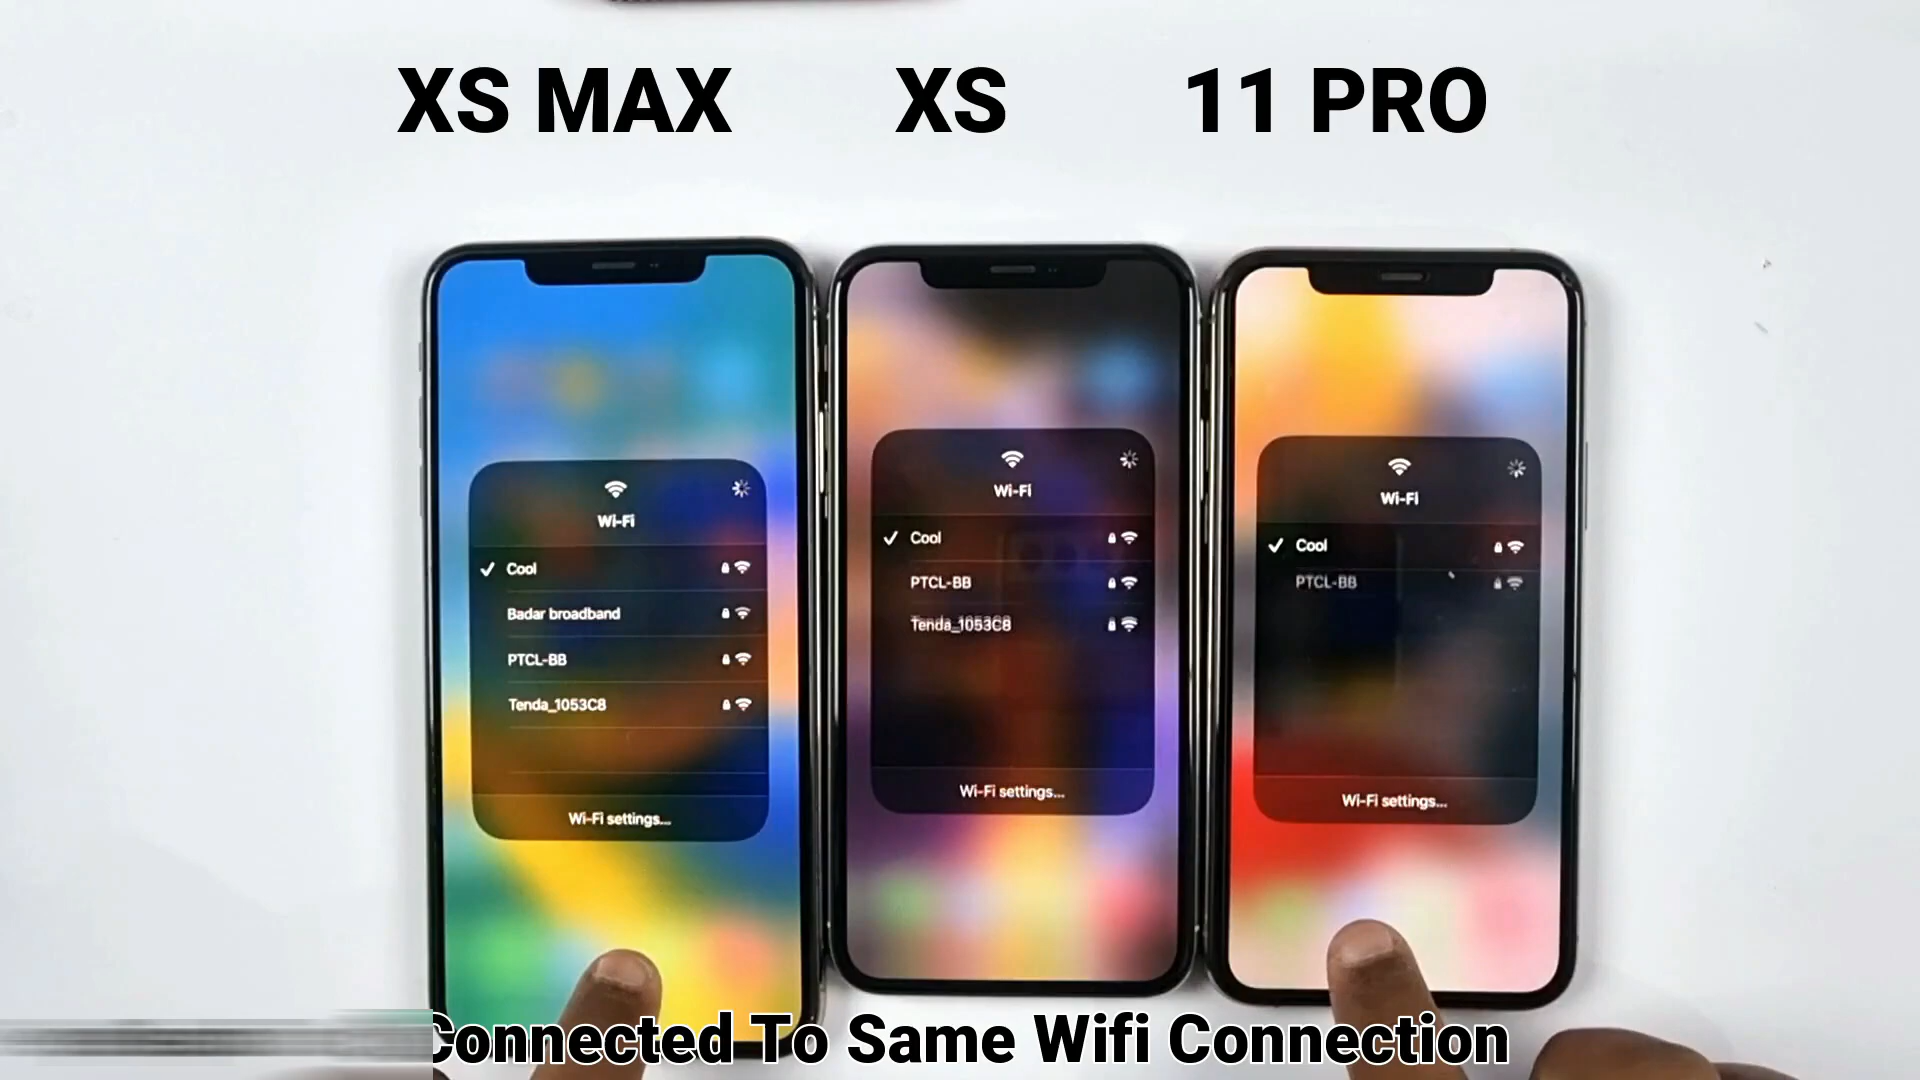 XS MAX XS 11 PRO
Wi-Fi
Cool
Badar broadband
PTCL-BB
Tenda_1053C8
Wi-Fi settings...
Wi-Fi
Cool
PTCL-BB
Tenda_1053C8
Wi-Fi settings...
Wi-Fi
Cool
PTCL-BB
Wi-Fi settings...
Connected To Same Wifi Connection